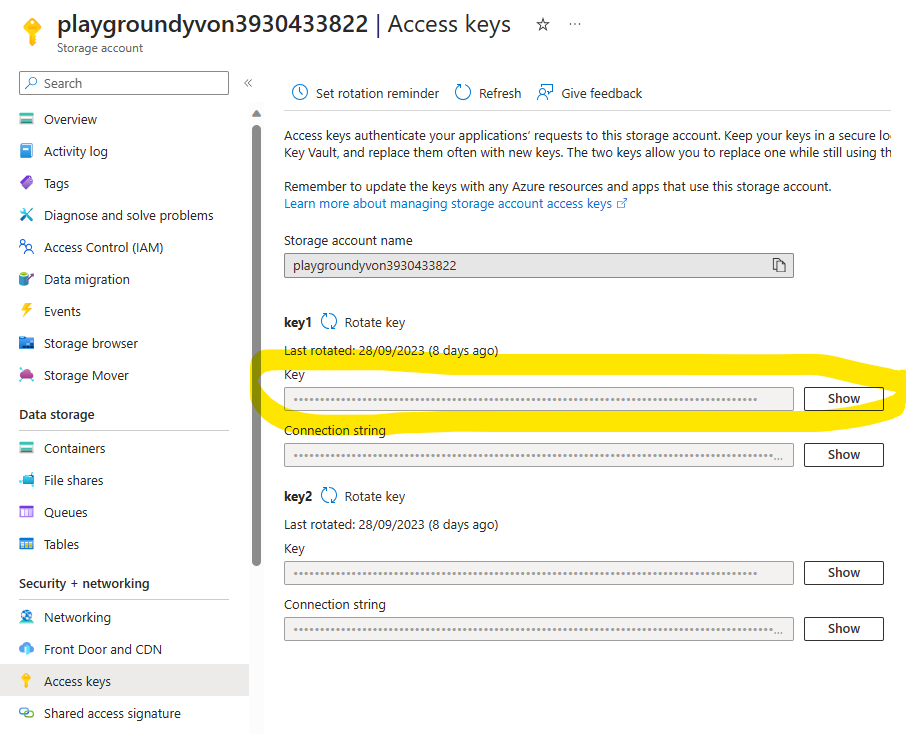 playgroundyvon3930433822 | Access keys
Storage account
Search
Overview
Activity log
Tags
Diagnose and solve problems
Access Control (IAM)
Data migration
Events
Storage browser
Storage Mover
Data storage
Containers
File shares
Queues
Tables
Security + networking
Networking
Front Door and CDN
Access keys
Shared access signature
Set rotation reminder
Refresh
Give feedback
Access keys authenticate your applications' requests to this storage account. Keep your keys in a secure lo
Key Vault, and replace them often with new keys. The two keys allow you to replace one while still using th
Remember to update the keys with any Azure resources and apps that use this storage account.
Learn more about managing storage account access keys
Storage account name
playgroundyvon3930433822
key1 Rotate key
Last rotated: 28/09/2023 (8 days ago)
Key
Show
Connection string
Show
key2 Rotate key
Last rotated: 28/09/2023 (8 days ago)
Key
Show
Connection string
Show